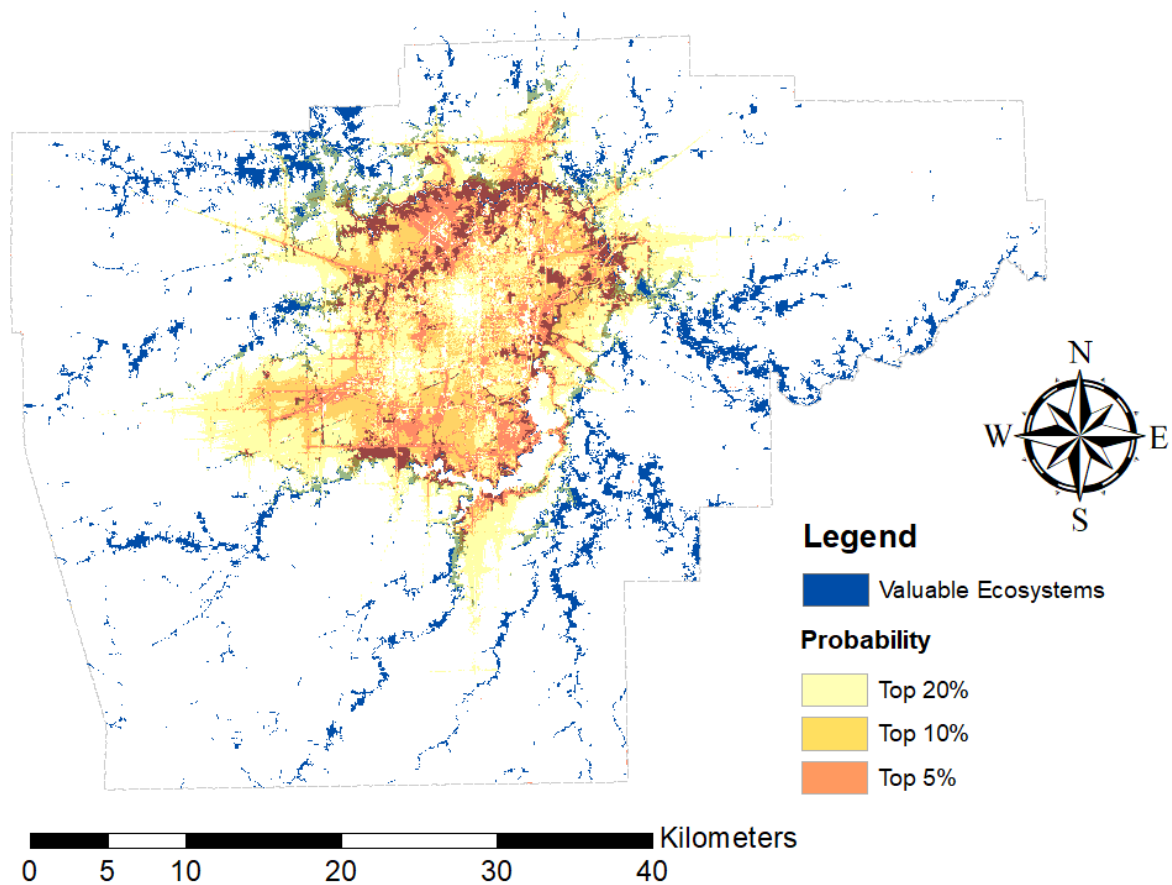 N
W E
S
Legend
Valuable Ecosystems
Probability
Top 20%
Top 10%
Top 5%
Kilometers
0 5 10 20 30 40